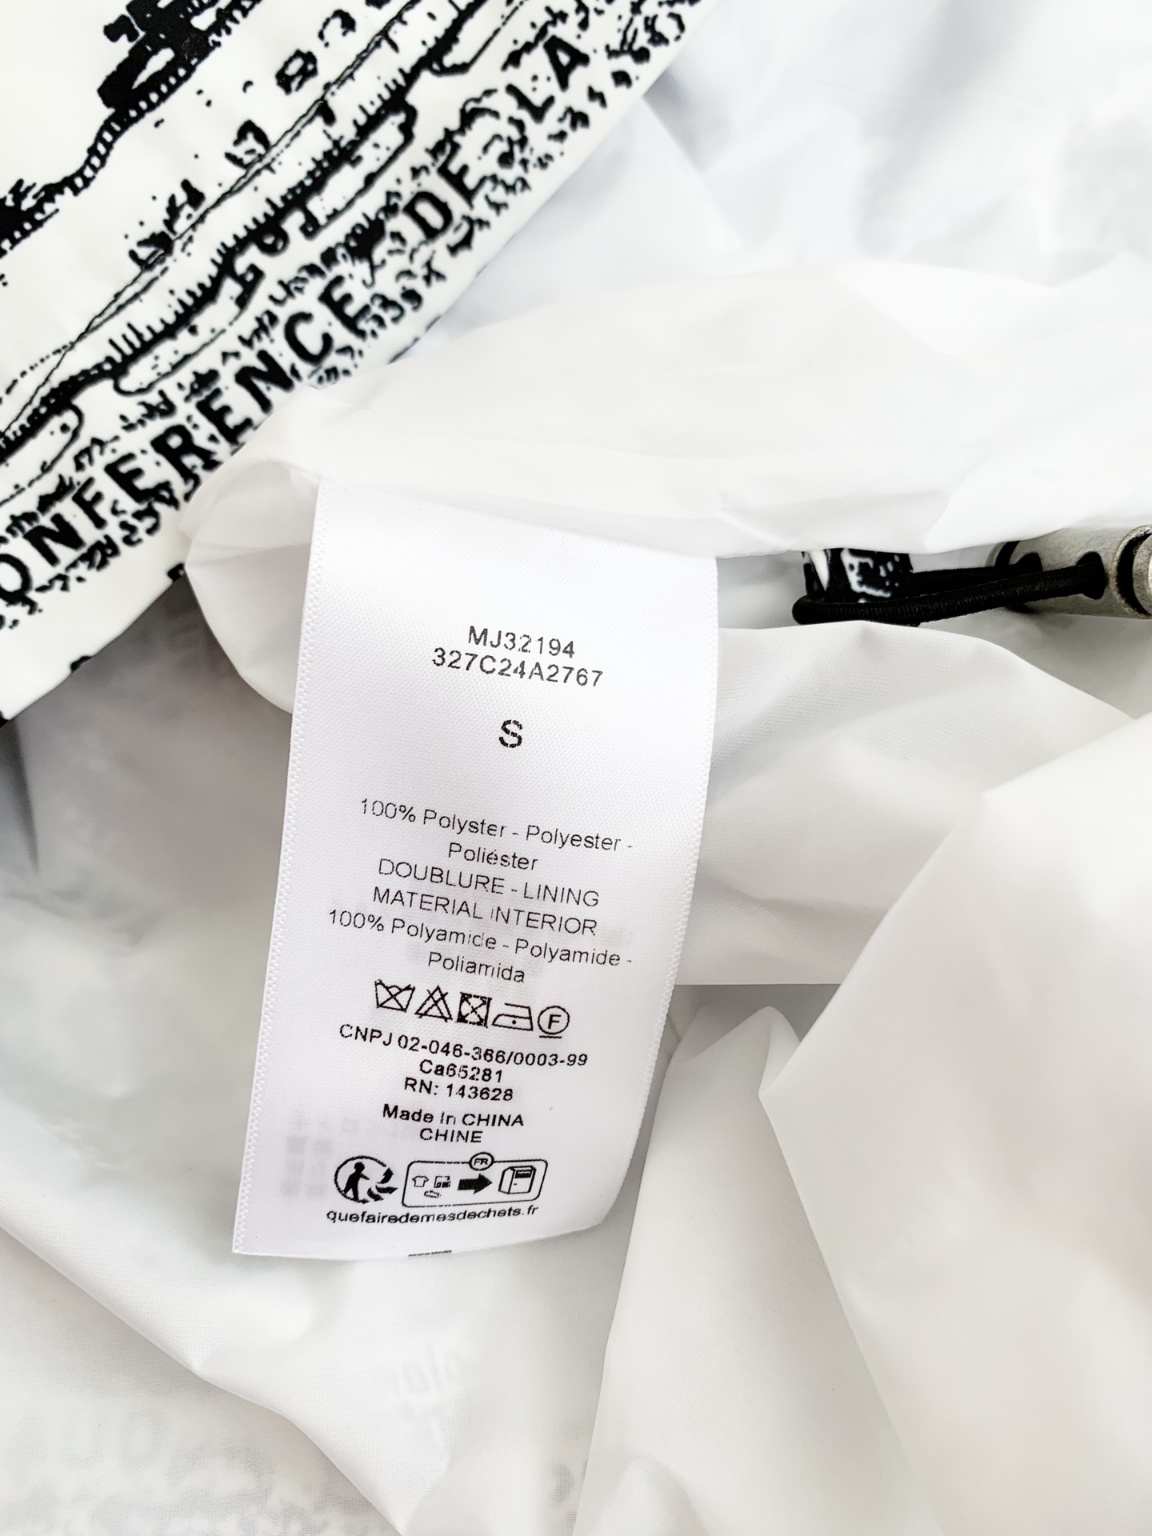 CONFERENCE DE LA
MJ32194
327C24A2767
S
100% Polyster - Polyester -
Poliéster
DOUBLURE - LINING
MATERIAL INTERIOR
100% Polyamide - Polyamide -
Poliamida
F
CNPJ 02-046-366/0003-99
Ca65281
RN: 143628
Made In CHINA
CHINE
FR
quefairedemesdechets.fr